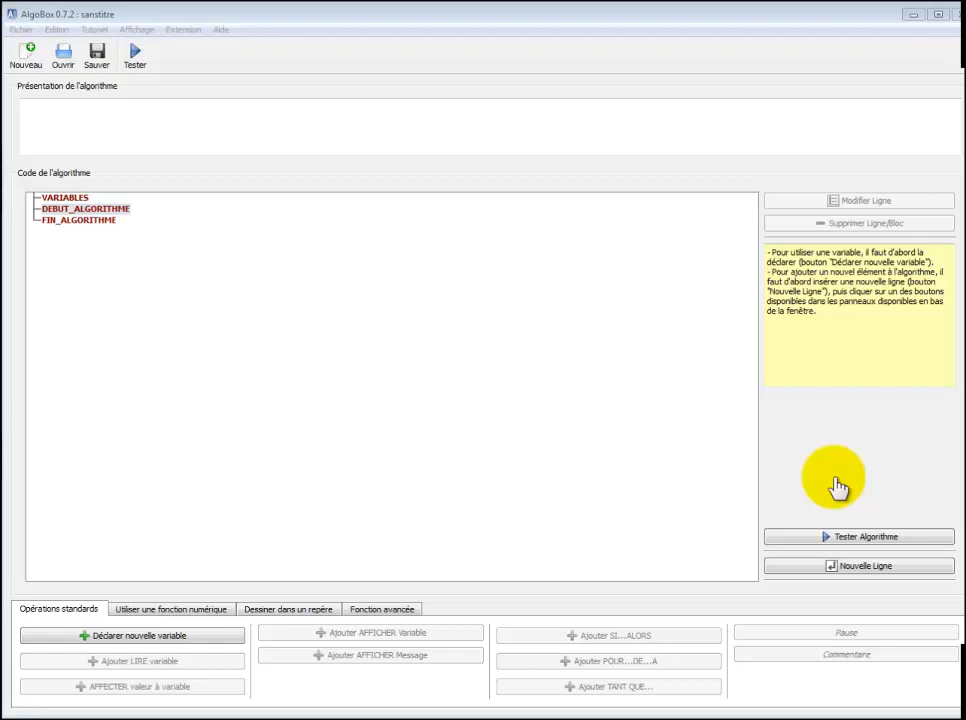 AlgoBox 0.7.2 : sanstitre
Fichier Edition Tutoriel Affichage Extension Aide
Nouveau Ouvrir Sauver Tester
Présentation de l'algorithme
Code de l'algorithme
VARIABLES
DEBUT_ALGORITHME
FIN_ALGORITHME
Modifier Ligne
Supprimer Ligne/Bloc
- Pour utiliser une variable, il faut d'abord la
déclarer (bouton "Déclarer nouvelle variable").
- Pour ajouter un nouvel élément à l'algorithme, il
faut d'abord insérer une nouvelle ligne (bouton
"Nouvelle Ligne"), puis cliquer sur un des boutons
disponibles dans les panneaux disponibles en bas
de la fenêtre.
Tester Algorithme
Nouvelle Ligne
Opérations standards Utiliser une fonction numérique Dessiner dans un repère Fonction avancée
Déclarer nouvelle variable
Ajouter LIRE variable
AFFECTER valeur à variable
Ajouter AFFICHER Variable
Ajouter AFFICHER Message
Ajouter SI...ALORS
Ajouter POUR...DE...A
Ajouter TANT QUE...
Pause
Commentaire